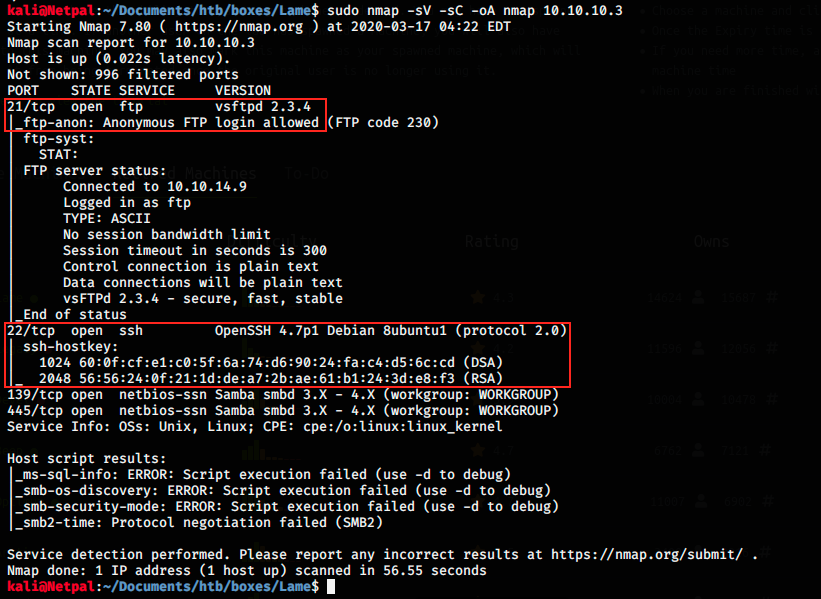 kali@Netpal:~/Documents/htb/boxes/Lame$ sudo nmap -sV -sC -oA nmap 10.10.10.3
Starting Nmap 7.80 ( https://nmap.org ) at 2020-03-17 04:22 EDT
Nmap scan report for 10.10.10.3
Host is up (0.022s latency).
Not shown: 996 filtered ports
PORT    STATE SERVICE     VERSION
21/tcp  open  ftp         vsftpd 2.3.4
|_ftp-anon: Anonymous FTP login allowed (FTP code 230)
| ftp-syst:
|   STAT:
| FTP server status:
|      Connected to 10.10.14.9
|      Logged in as ftp
|      TYPE: ASCII
|      No session bandwidth limit
|      Session timeout in seconds is 300
|      Control connection is plain text
|      Data connections will be plain text
|      vsFTPd 2.3.4 - secure, fast, stable
|_End of status
22/tcp  open  ssh         OpenSSH 4.7p1 Debian 8ubuntu1 (protocol 2.0)
| ssh-hostkey:
|   1024 60:0f:cf:e1:c0:5f:6a:74:d6:90:24:fa:c4:d5:6c:cd (DSA)
|_  2048 56:56:24:0f:21:1d:de:a7:2b:ae:61:b1:24:3d:e8:f3 (RSA)
139/tcp open  netbios-ssn Samba smbd 3.X - 4.X (workgroup: WORKGROUP)
445/tcp open  netbios-ssn Samba smbd 3.X - 4.X (workgroup: WORKGROUP)
Service Info: OSs: Unix, Linux; CPE: cpe:/o:linux:linux_kernel
Host script results:
|_ms-sql-info: ERROR: Script execution failed (use -d to debug)
|_smb-os-discovery: ERROR: Script execution failed (use -d to debug)
|_smb-security-mode: ERROR: Script execution failed (use -d to debug)
|_smb2-time: Protocol negotiation failed (SMB2)
Service detection performed. Please report any incorrect results at https://nmap.org/submit/ .
Nmap done: 1 IP address (1 host up) scanned in 56.55 seconds
kali@Netpal:~/Documents/htb/boxes/Lame$
To Do
Rating
Owns